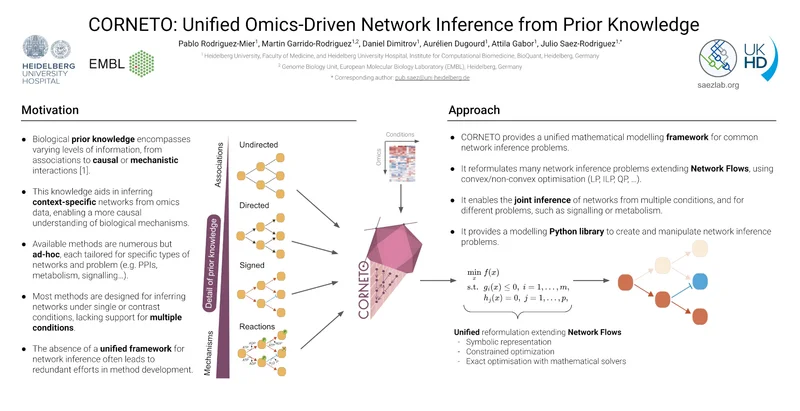 CORNETO: Unified Omics-Driven Network Inference from Prior Knowledge
Pablo Rodriguez-Mier¹, Martin Garrido-Rodriguez¹,², Daniel Dimitrov¹, Aurélien Dugourd¹, Attila Gabor¹, Julio Saez-Rodriguez¹,*
¹ Heidelberg University, Faculty of Medicine, and Heidelberg University Hospital, Institute for Computational Biomedicine, BioQuant, Heidelberg, Germany
² Genome Biology Unit, European Molecular Biology Laboratory (EMBL), Heidelberg, Germany
* Corresponding author: pub.saez@uni-heidelberg.de
HEIDELBERG
UNIVERSITY
HOSPITAL
EMBL
saezlab.org
UK
HD
Motivation
● Biological prior knowledge encompasses
varying levels of information, from
associations to causal or mechanistic
interactions [1].
● This knowledge aids in inferring
context-specific networks from omics
data, enabling a more causal
understanding of biological mechanisms.
● Available methods are numerous but
ad-hoc, each tailored for specific types of
networks and problem (e.g. PPIs,
metabolism, signalling...).
● Most methods are designed for inferring
networks under single or contrast
conditions, lacking support for multiple
conditions.
● The absence of a unified framework for
network inference often leads to
redundant efforts in method development.
Associations
Detail of prior knowledge
Mechanisms
Undirected
Directed
Signed
Reactions
Conditions
Omics
CORNETO
Approach
● CORNETO provides a unified mathematical modelling framework for common
network inference problems.
● It reformulates many network inference problems extending Network Flows, using
convex/non-convex optimisation (LP, ILP, QP, ...).
● It enables the joint inference of networks from multiple conditions, and for
different problems, such as signalling or metabolism.
● It provides a modelling Python library to create and manipulate network inference
problems.
min f(x)
x
s.t. gᵢ(x) ≤ 0, i = 1, . . . , m,
hⱼ(x) = 0, j = 1, . . . , p,
Unified reformulation extending Network Flows
- Symbolic representation
- Constrained optimization
- Exact optimisation with mathematical solvers